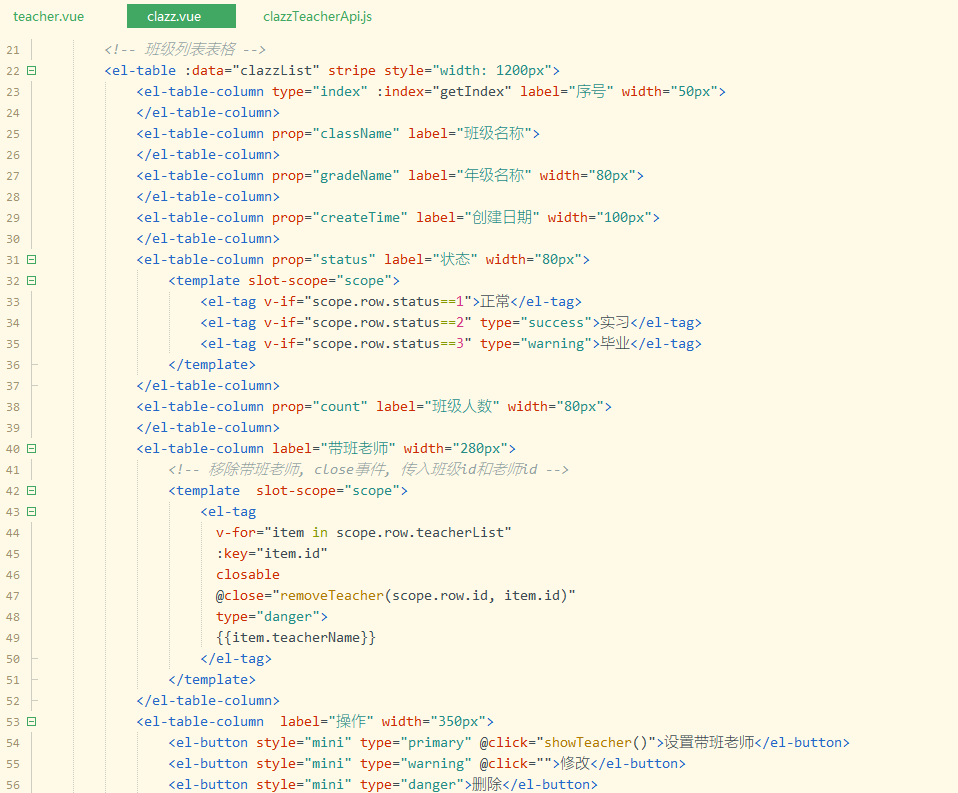 teacher.vue clazz.vue clazzTeacherApi.js
21 <!-- 班级列表表格 -->
22 <el-table :data="clazzList" stripe style="width: 1200px">
23 <el-table-column type="index" :index="getIndex" label="序号" width="50px">
24 </el-table-column>
25 <el-table-column prop="className" label="班级名称">
26 </el-table-column>
27 <el-table-column prop="gradeName" label="年级名称" width="80px">
28 </el-table-column>
29 <el-table-column prop="createTime" label="创建日期" width="100px">
30 </el-table-column>
31 <el-table-column prop="status" label="状态" width="80px">
32 <template slot-scope="scope">
33 <el-tag v-if="scope.row.status==1">正常</el-tag>
34 <el-tag v-if="scope.row.status==2" type="success">实习</el-tag>
35 <el-tag v-if="scope.row.status==3" type="warning">毕业</el-tag>
36 </template>
37 </el-table-column>
38 <el-table-column prop="count" label="班级人数" width="80px">
39 </el-table-column>
40 <el-table-column label="带班老师" width="280px">
41 <!-- 移除带班老师, close事件, 传入班级id和老师id -->
42 <template  slot-scope="scope">
43 <el-tag
44 v-for="item in scope.row.teacherList"
45 :key="item.id"
46 closable
47 @close="removeTeacher(scope.row.id, item.id)"
48 type="danger">
49 {{item.teacherName}}
50 </el-tag>
51 </template>
52 </el-table-column>
53 <el-table-column  label="操作" width="350px">
54 <el-button style="mini" type="primary" @click="showTeacher()">设置带班老师</el-button>
55 <el-button style="mini" type="warning" @click="">修改</el-button>
56 <el-button style="mini" type="danger">删除</el-button>